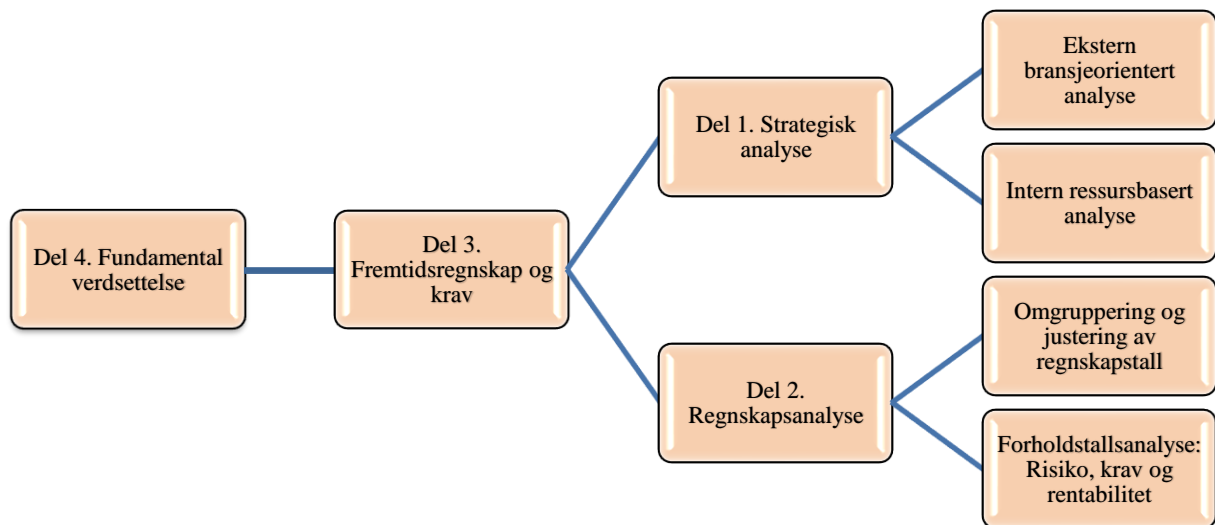 Del 4. Fundamental
verdsettelse
Del 3.
Fremtidsregnskap og
krav
Del 1. Strategisk
analyse
Ekstern
bransjeorientert
analyse
Intern ressursbasert
analyse
Del 2.
Regnskapsanalyse
Omgruppering og
justering av
regnskapstall
Forholdstallsanalyse:
Risiko, krav og
rentabilitet